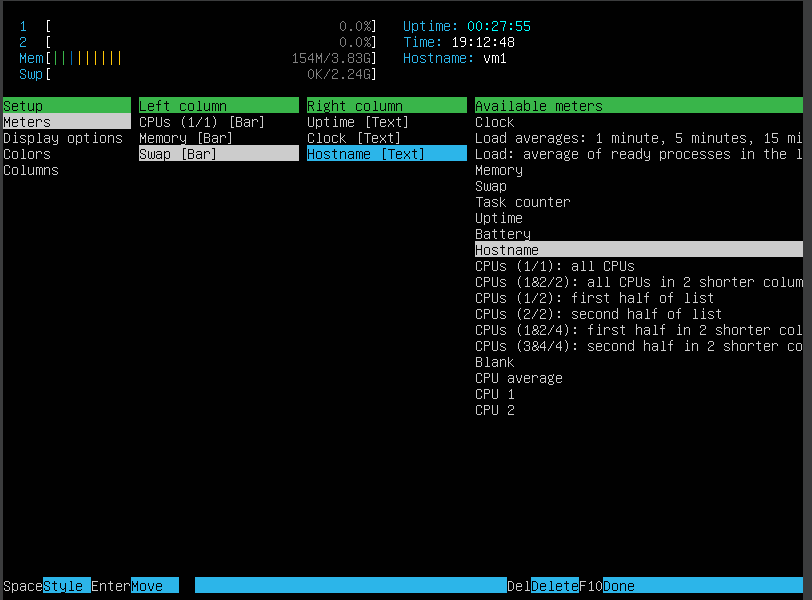 1 [ 0.0%] Uptime: 00:27:55
2 [ 0.0%] Time: 19:12:48
Mem[||||||||| 154M/3.83G] Hostname: vm1
Swp[ 0K/2.24G]
Setup Left column Right column Available meters
Meters CPUs (1/1) [Bar] Uptime [Text] Clock
Display options Memory [Bar] Clock [Text] Load averages: 1 minute, 5 minutes, 15 mi
Colors Swap [Bar] Hostname [Text] Load: average of ready processes in the l
Columns Memory
Swap
Task counter
Uptime
Battery
Hostname
CPUs (1/1): all CPUs
CPUs (1&2/2): all CPUs in 2 shorter colum
CPUs (1/2): first half of list
CPUs (2/2): second half of list
CPUs (1&2/4): first half in 2 shorter col
CPUs (3&4/4): second half in 2 shorter co
Blank
CPU average
CPU 1
CPU 2
SpaceStyle EnterMove DelDeleteF10Done